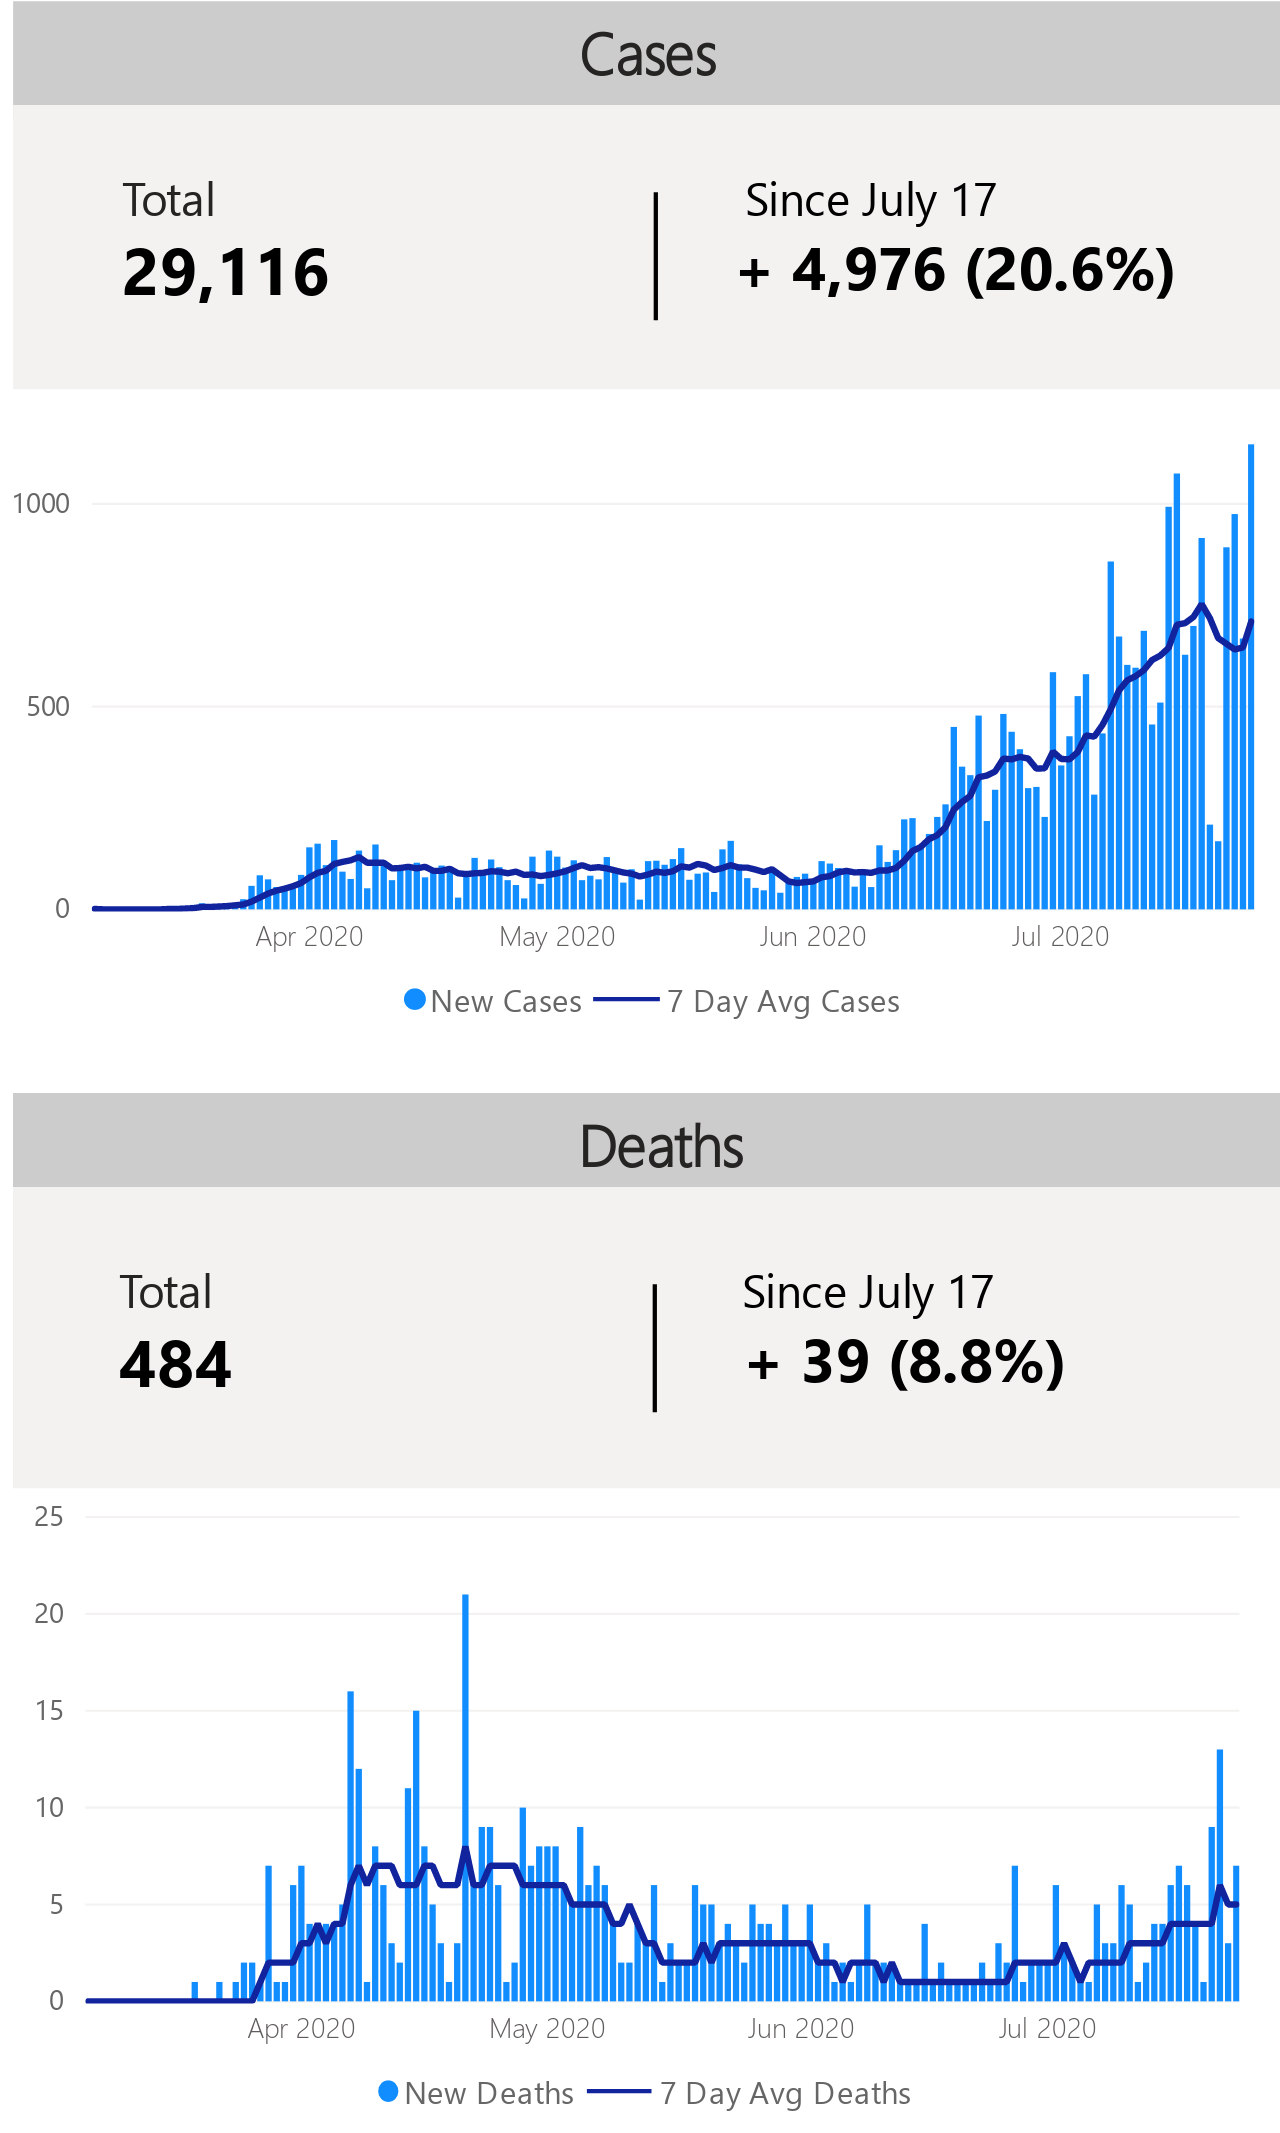 Cases
Total
Since July 17
29,116
+ 4,976 (20.6%)
1000
500
0
Apr 2020
May 2020
Jun 2020
Jul 2020
New Cases
7 Day Avg Cases
Deaths
Total
Since July 17
484
+ 39 (8.8%)
25
20
15
10
5
0
Apr 2020
May 2020
Jun 2020
Jul 2020
New Deaths
7 Day Avg Deaths